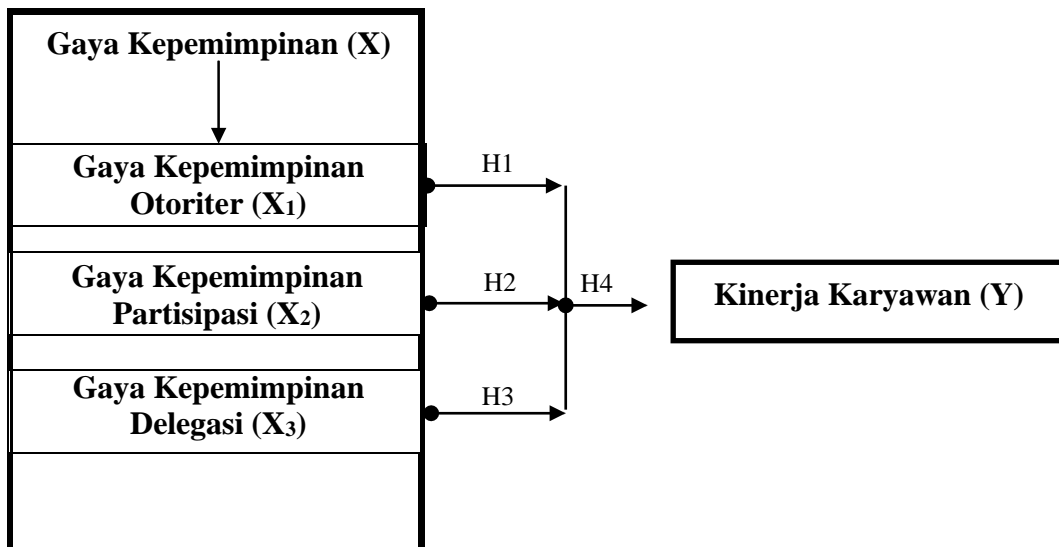 Gaya Kepemimpinan (X)
Gaya Kepemimpinan
Otoriter (X₁)
H1
Gaya Kepemimpinan
Partisipasi (X₂)
H2
H4
Kinerja Karyawan (Y)
Gaya Kepemimpinan
Delegasi (X₃)
H3